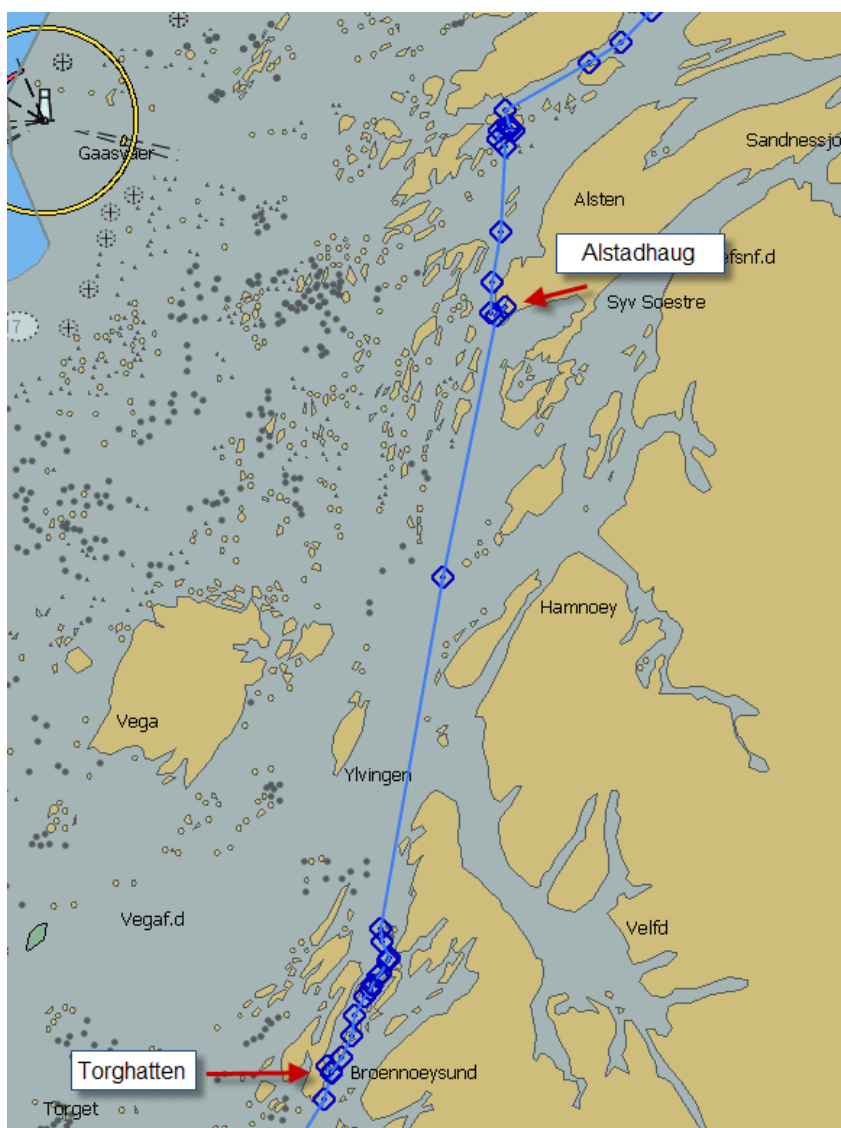 Gaasvaer
Sandnessjo
Alsten
Alstadhaug
efsnf.d
Syv Soestre
17
Hamnoey
Vega
Ylvingen
Vegaf.d
Velfd
Torghatten
Broennoeysund
Torget